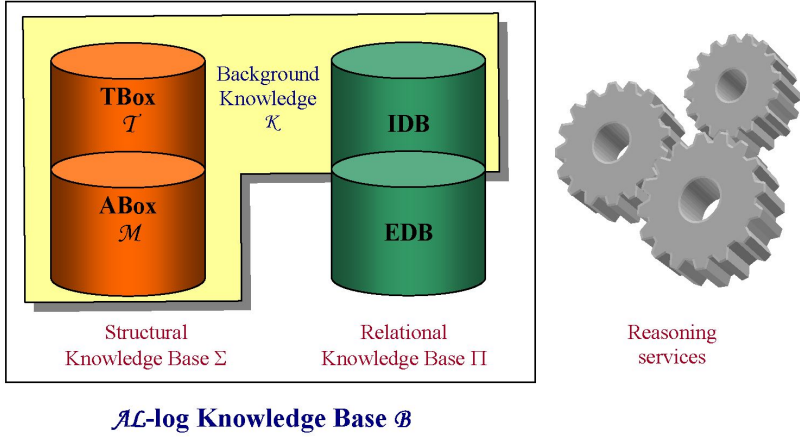 TBox
𝒯
Background
Knowledge
𝒦
IDB
ABox
ℳ
EDB
Structural
Knowledge Base Σ
Relational
Knowledge Base Π
Reasoning
services
𝒜ℒ-log Knowledge Base ℬ